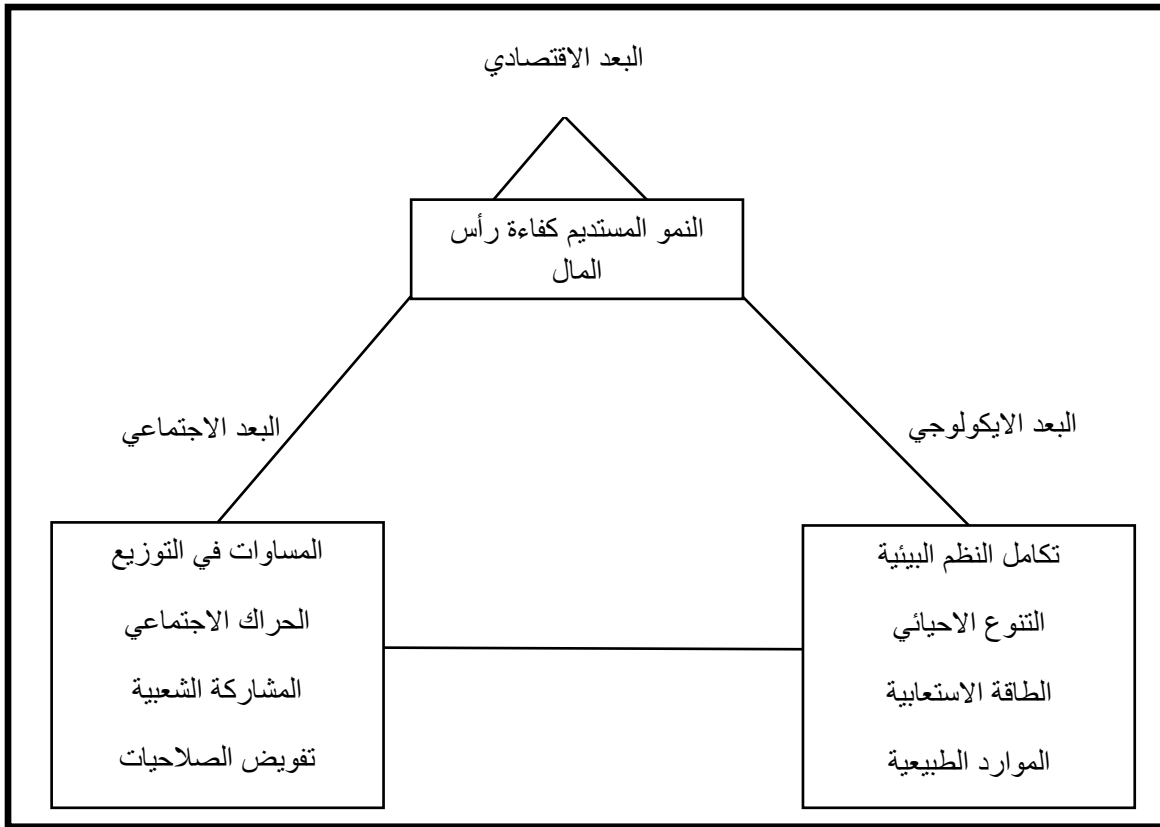 البعد الاقتصادي
النمو المستديم كفاءة رأس
المال
البعد الايكولوجي
البعد الاجتماعي
تكامل النظم البيئية
التنوع الاحيائي
الطاقة الاستعابية
الموارد الطبيعية
المساوات في التوزيع
الحراك الاجتماعي
المشاركة الشعبية
تفويض الصلاحيات